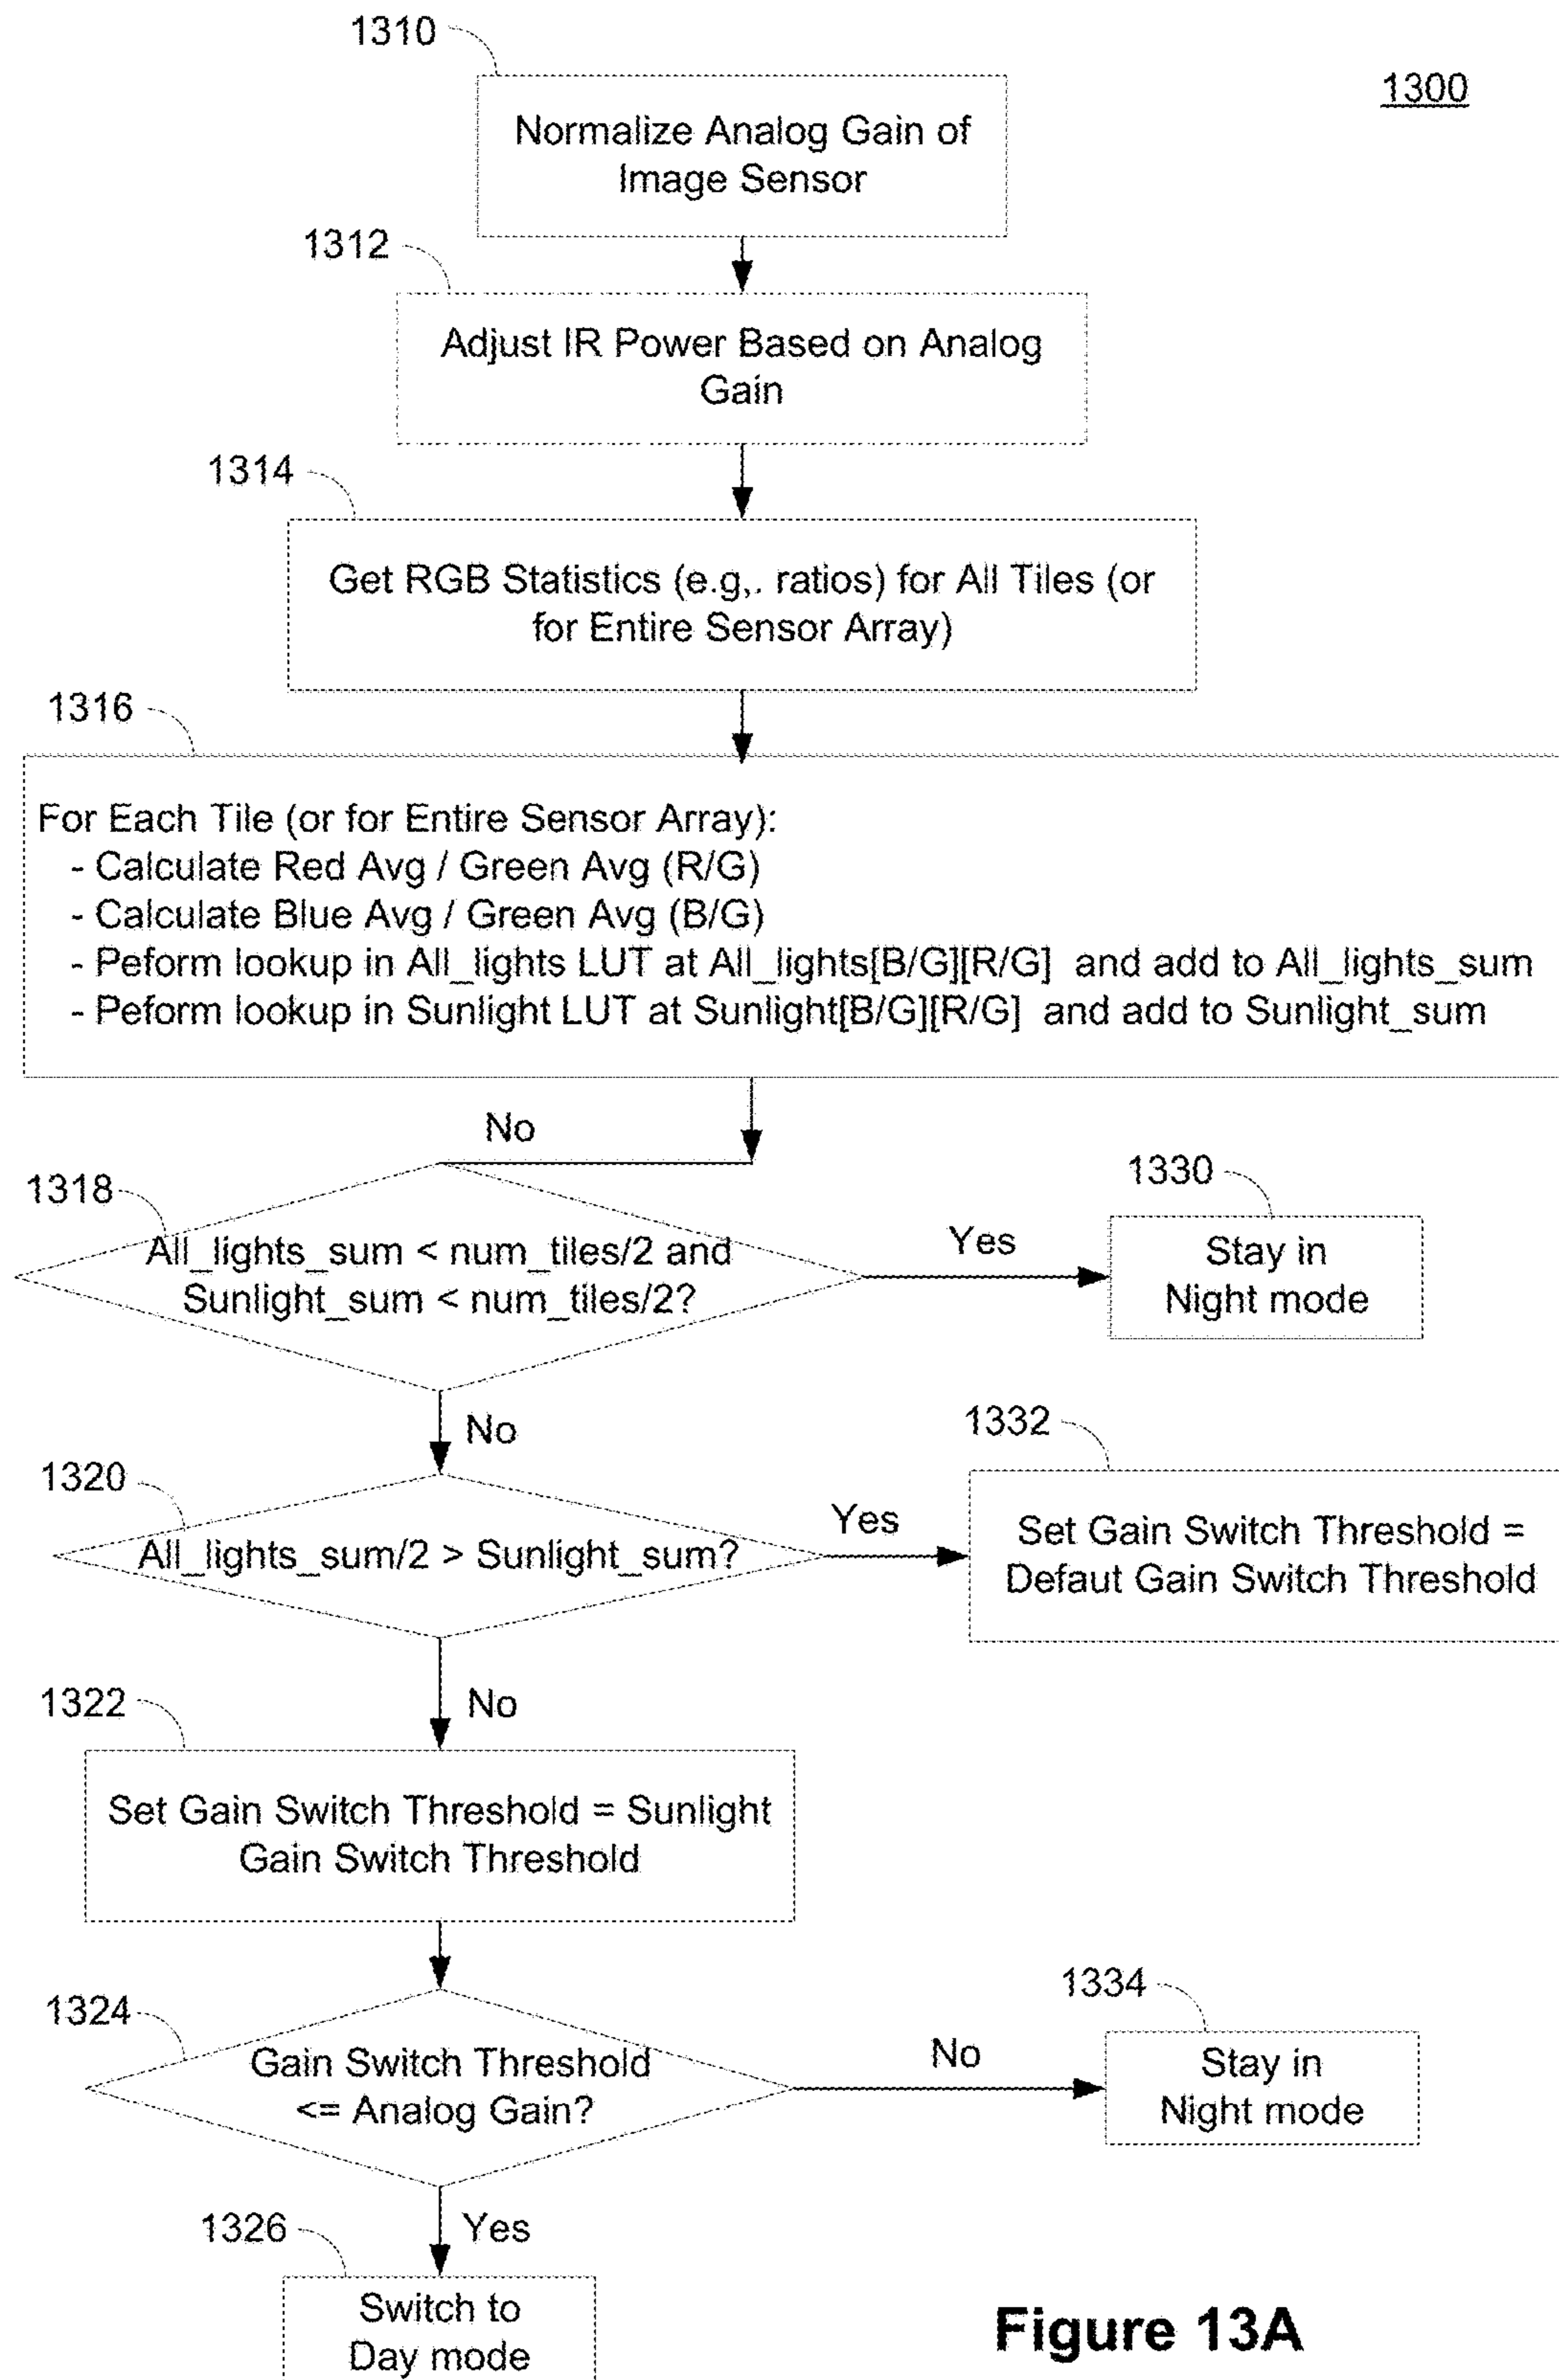 1310
1300
Normalize Analog Gain of
Image Sensor
1312
Adjust IR Power Based on Analog
Gain
1314
Get RGB Statistics (e.g,. ratios) for All Tiles (or
for Entire Sensor Array)
1316
For Each Tile (or for Entire Sensor Array):
- Calculate Red Avg / Green Avg (R/G)
- Calculate Blue Avg / Green Avg (B/G)
- Peform lookup in All_lights LUT at All_lights[B/G][R/G] and add to All_lights_sum
- Peform lookup in Sunlight LUT at Sunlight[B/G][R/G] and add to Sunlight_sum
No
1318
All_lights_sum < num_tiles/2 and
Sunlight_sum < num_tiles/2?
Yes
1330
Stay in
Night mode
No
1320
All_lights_sum/2 > Sunlight_sum?
Yes
1332
Set Gain Switch Threshold =
Defaut Gain Switch Threshold
No
1322
Set Gain Switch Threshold = Sunlight
Gain Switch Threshold
1324
Gain Switch Threshold
<= Analog Gain?
No
1334
Stay in
Night mode
Yes
1326
Switch to
Day mode
Figure 13A